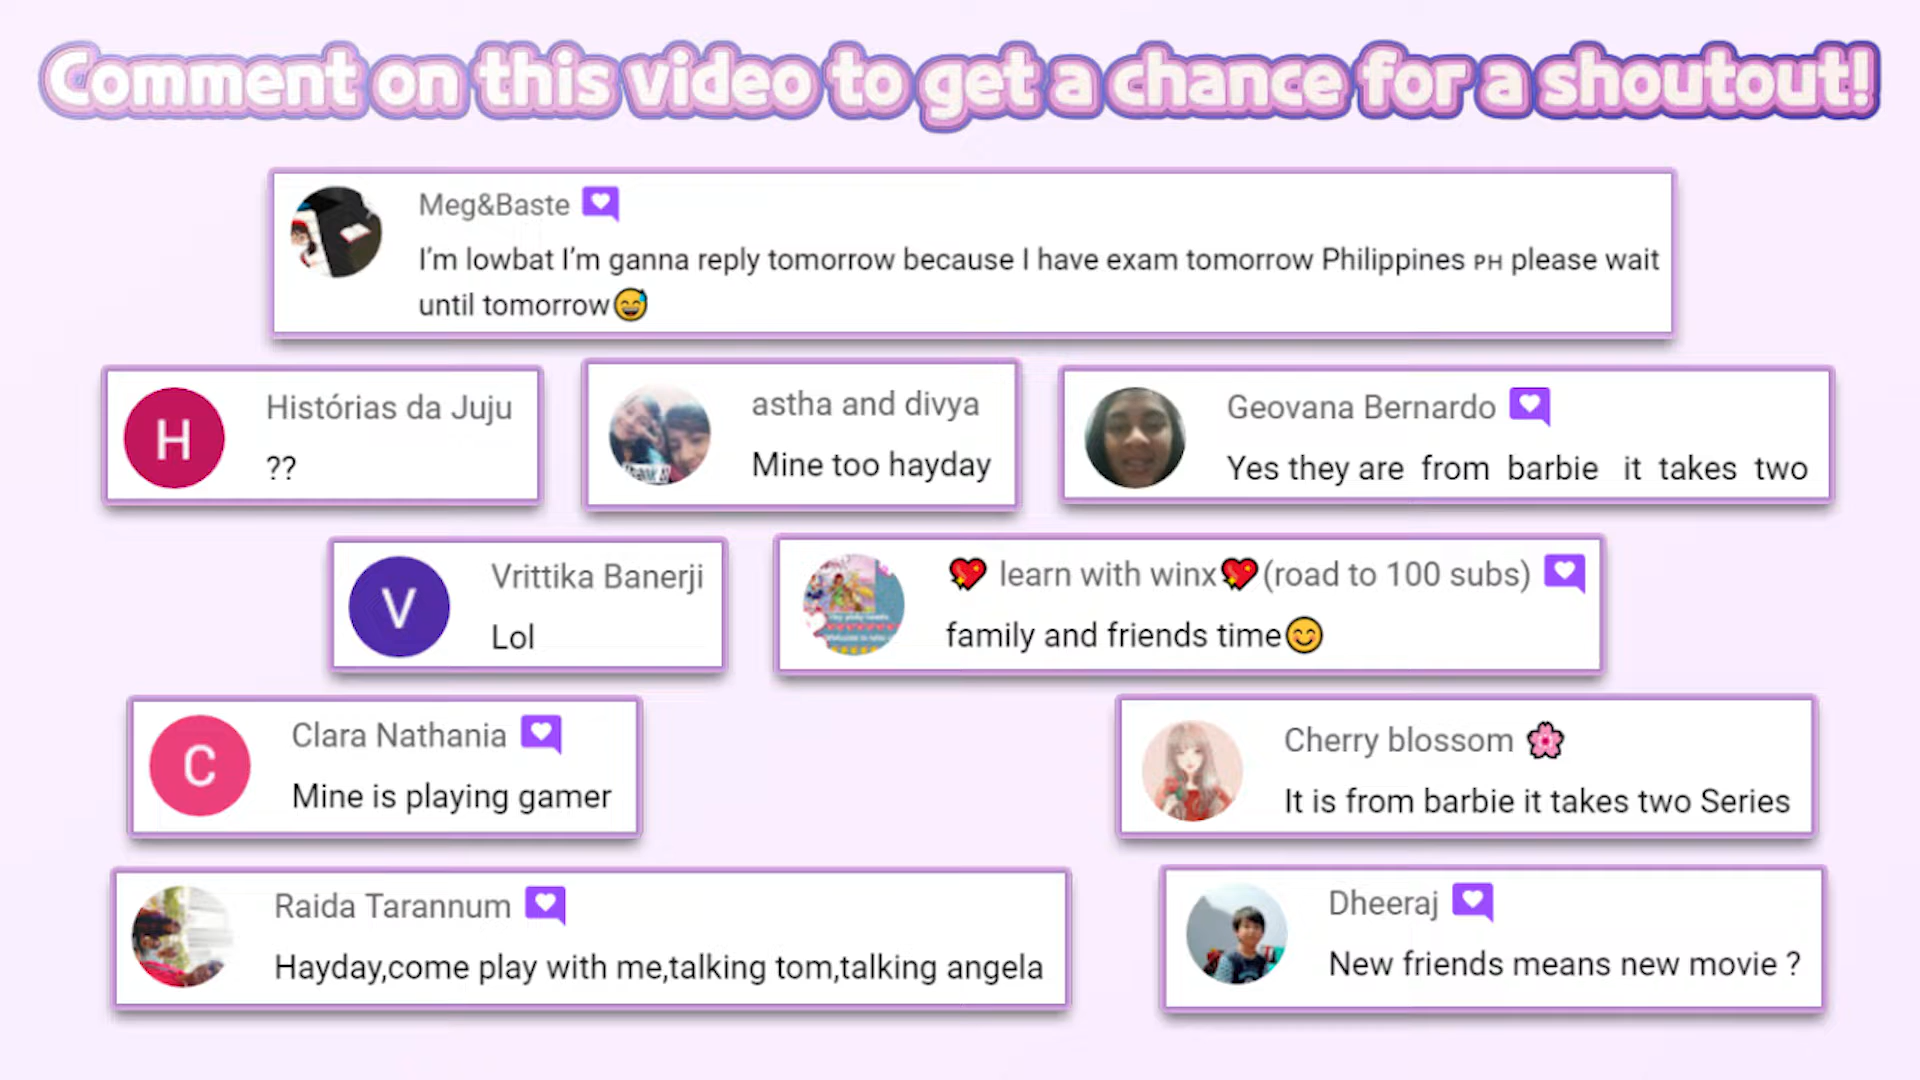 Comment on this video to get a chance for a shoutout!
Meg&Baste
I'm lowbat I'm ganna reply tomorrow because I have exam tomorrow Philippines PH please wait
until tomorrow😅
H
Histórias da Juju
??
astha and divya
Mine too hayday
Geovana Bernardo
Yes they are from barbie it takes two
V
Vrittika Banerji
Lol
💖 learn with winx💖(road to 100 subs)
family and friends time😊
C
Clara Nathania
Mine is playing gamer
Cherry blossom 🌸
It is from barbie it takes two Series
Raida Tarannum
Hayday,come play with me,talking tom,talking angela
Dheeraj
New friends means new movie ?